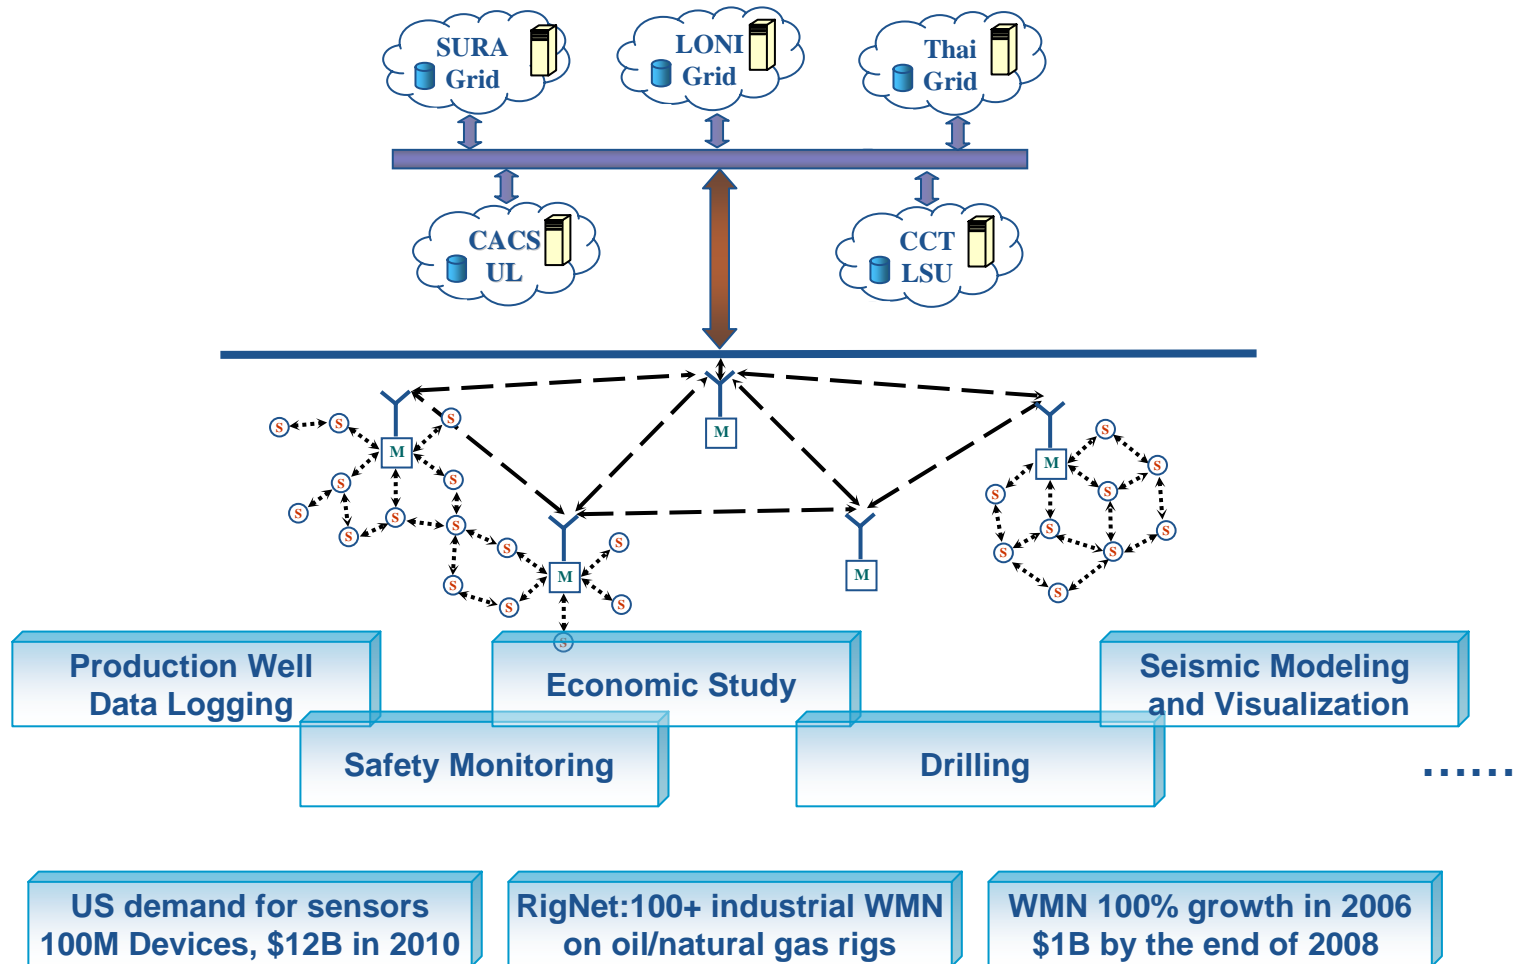 SURA
Grid
LONI
Grid
Thai
Grid
CACS
UL
CCT
LSU
M
S
S
S
M
S
M
S
S
S
S
S
S
S
S
S
S
S
S
S
S
M
S
M
S
S
S
S
S
S
S
Production Well
Data Logging
Economic Study
Seismic Modeling
and Visualization
Safety Monitoring
Drilling
......
US demand for sensors
100M Devices, $12B in 2010
RigNet:100+ industrial WMN
on oil/natural gas rigs
WMN 100% growth in 2006
$1B by the end of 2008